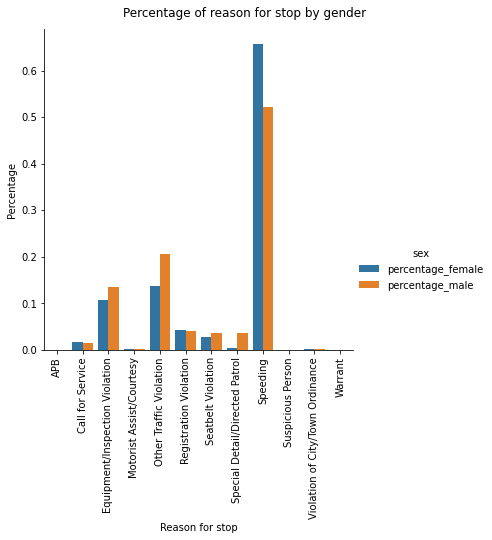 Percentage of reason for stop by gender
Percentage
0.6
0.5
0.4
0.3
0.2
0.1
0.0
APB
Call for Service
Equipment/Inspection Violation
Motorist Assist/Courtesy
Other Traffic Violation
Registration Violation
Seatbelt Violation
Special Detail/Directed Patrol
Speeding
Suspicious Person
Violation of City/Town Ordinance
Warrant
Reason for stop
sex
percentage_female
percentage_male